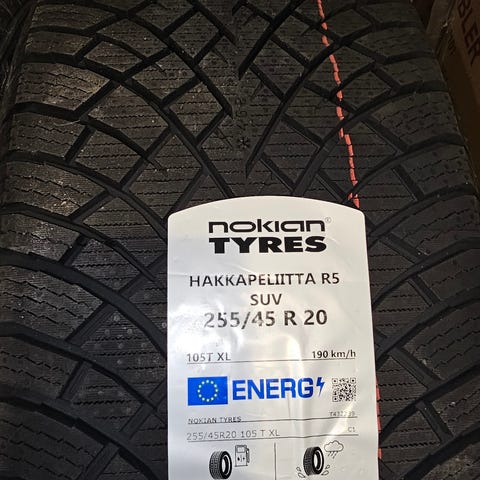 nokian
TYRES
HAKKAPELIITTA R5
SUV
255/45 R 20
105T XL 190 km/h
ENERG
NOKIAN TYRES
255/45R20 105 T XL C1